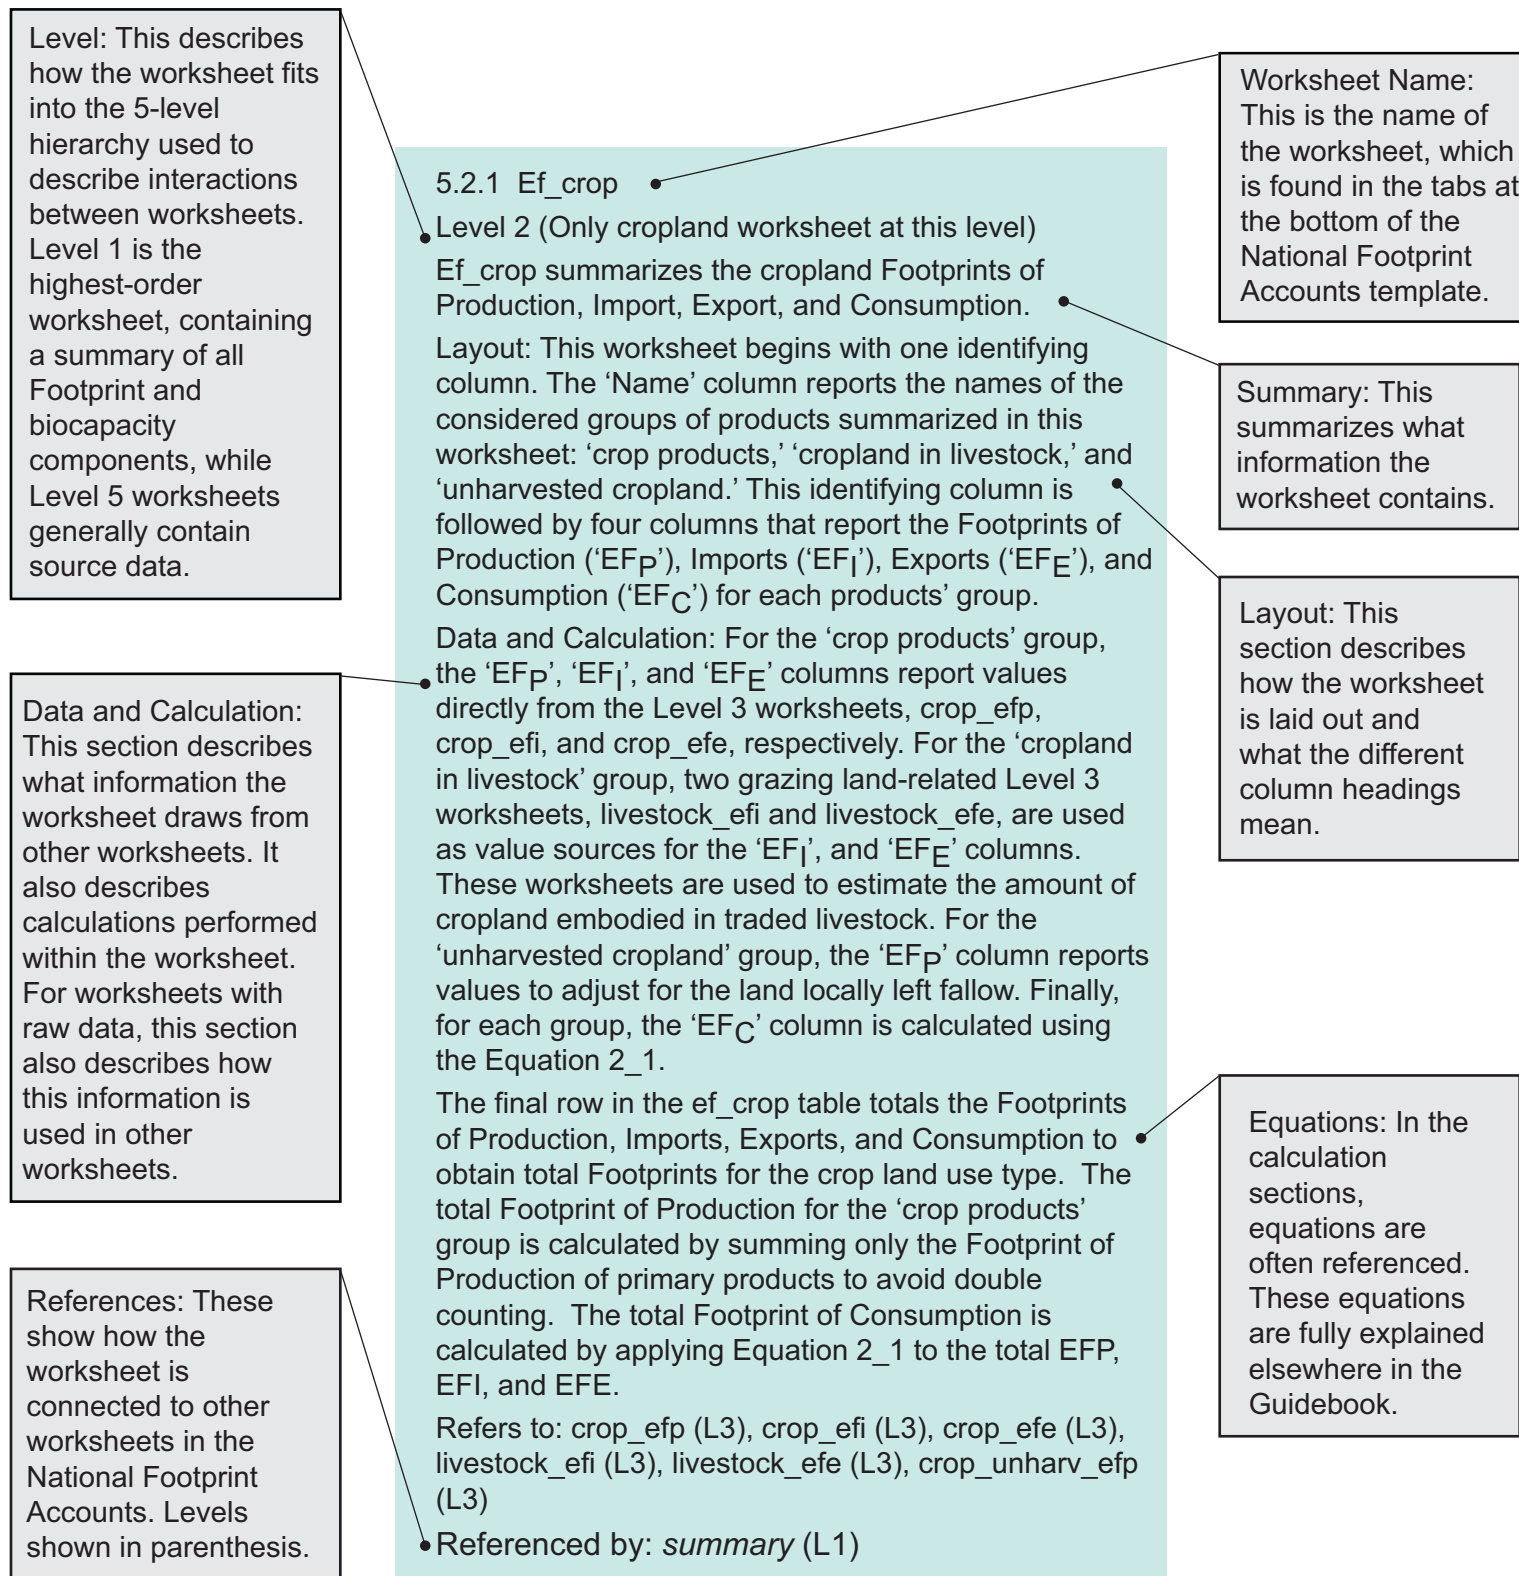 Level: This describes
how the worksheet fits
into the 5-level
hierarchy used to
describe interactions
between worksheets.
Level 1 is the
highest-order
worksheet, containing
a summary of all
Footprint and
biocapacity
components, while
Level 5 worksheets
generally contain
source data.
Data and Calculation:
This section describes
what information the
worksheet draws from
other worksheets. It
also describes
calculations performed
within the worksheet.
For worksheets with
raw data, this section
also describes how
this information is
used in other
worksheets.
References: These
show how the
worksheet is
connected to other
worksheets in the
National Footprint
Accounts. Levels
shown in parenthesis.
5.2.1 Ef_crop
Level 2 (Only cropland worksheet at this level)
Ef_crop summarizes the cropland Footprints of
Production, Import, Export, and Consumption.
Layout: This worksheet begins with one identifying
column. The ‘Name’ column reports the names of the
considered groups of products summarized in this
worksheet: ‘crop products,’ ‘cropland in livestock,’ and
‘unharvested cropland.’ This identifying column is
followed by four columns that report the Footprints of
Production (‘EFP’), Imports (‘EFI’), Exports (‘EFE’), and
Consumption (‘EFC’) for each products’ group.
Data and Calculation: For the ‘crop products’ group,
the ‘EFP’, ‘EFI’, and ‘EFE’ columns report values
directly from the Level 3 worksheets, crop_efp,
crop_efi, and crop_efe, respectively. For the ‘cropland
in livestock’ group, two grazing land-related Level 3
worksheets, livestock_efi and livestock_efe, are used
as value sources for the ‘EFI’, and ‘EFE’ columns.
These worksheets are used to estimate the amount of
cropland embodied in traded livestock. For the
‘unharvested cropland’ group, the ‘EFP’ column reports
values to adjust for the land locally left fallow. Finally,
for each group, the ‘EFC’ column is calculated using
the Equation 2_1.
The final row in the ef_crop table totals the Footprints
of Production, Imports, Exports, and Consumption to
obtain total Footprints for the crop land use type. The
total Footprint of Production for the ‘crop products’
group is calculated by summing only the Footprint of
Production of primary products to avoid double
counting. The total Footprint of Consumption is
calculated by applying Equation 2_1 to the total EFP,
EFI, and EFE.
Refers to: crop_efp (L3), crop_efi (L3), crop_efe (L3),
livestock_efi (L3), livestock_efe (L3), crop_unharv_efp
(L3)
Referenced by: summary (L1)
Worksheet Name:
This is the name of
the worksheet, which
is found in the tabs at
the bottom of the
National Footprint
Accounts template.
Summary: This
summarizes what
information the
worksheet contains.
Layout: This
section describes
how the worksheet
is laid out and
what the different
column headings
mean.
Equations: In the
calculation
sections,
equations are
often referenced.
These equations
are fully explained
elsewhere in the
Guidebook.